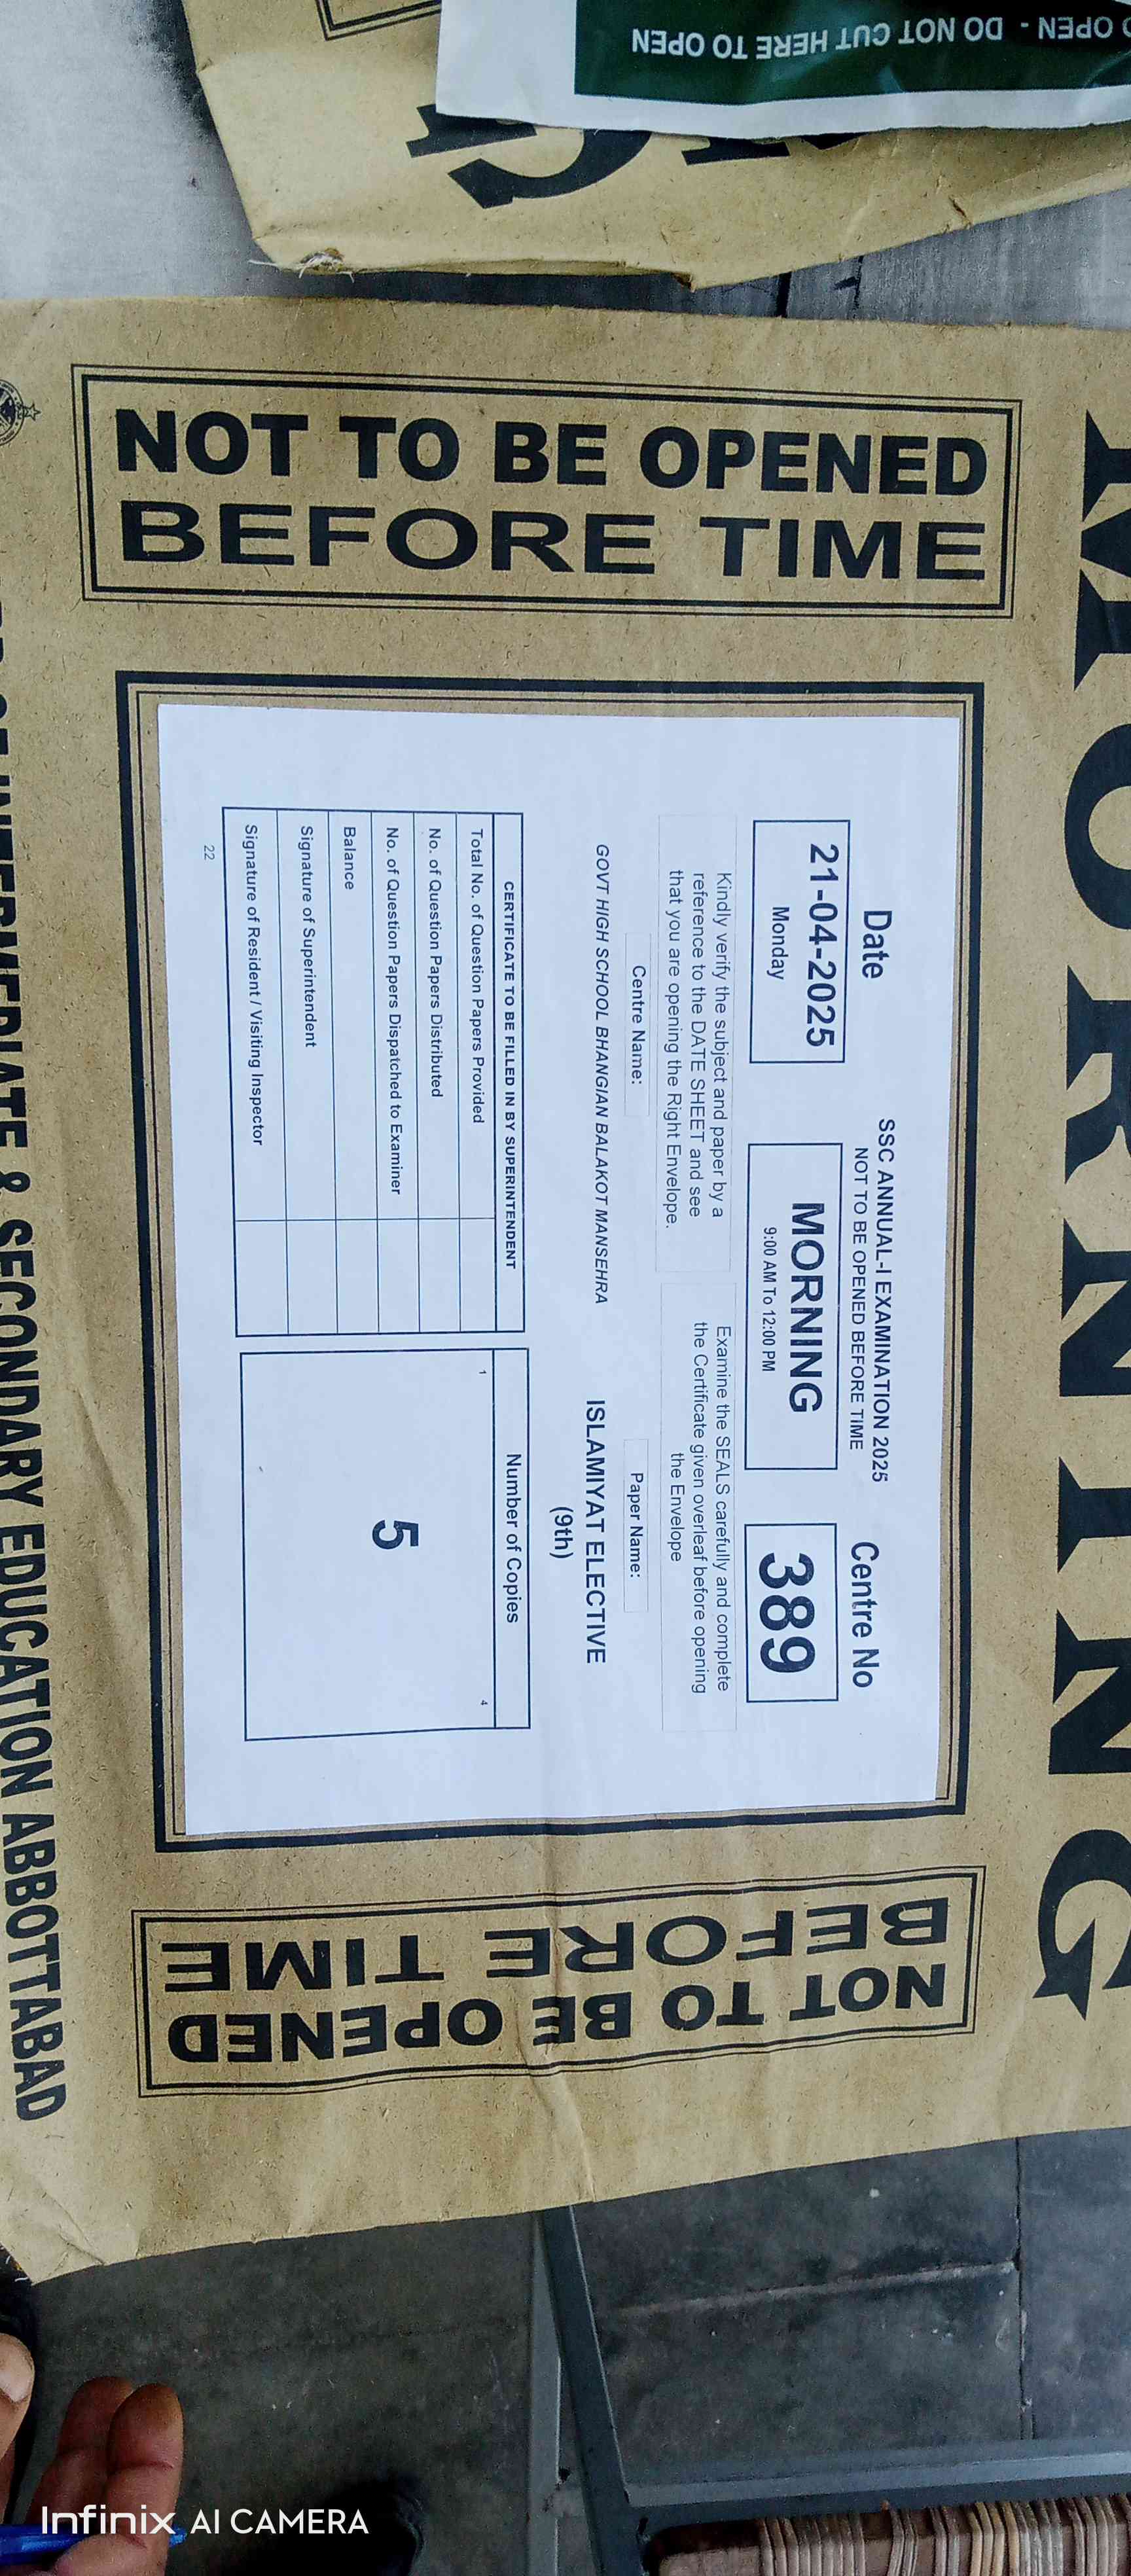 OPEN - DO NOT CUT HERE TO OPEN
MORNING
NOT TO BE OPENED
BEFORE TIME
SSC ANNUAL-I EXAMINATION 2025
NOT TO BE OPENED BEFORE TIME
Date
21-04-2025
Monday
MORNING
9:00 AM To 12:00 PM
Centre No
389
Kindly verify the subject and paper by a
reference to the DATE SHEET and see
that you are opening the Right Envelope.
Examine the SEALS carefully and complete
the Certificate given overleaf before opening
the Envelope
Centre Name:
GOVT HIGH SCHOOL BHANGIAN BALAKOT MANSEHRA
Paper Name:
ISLAMIYAT ELECTIVE
(9th)
CERTIFICATE TO BE FILLED IN BY SUPERINTENDENT
Total No. of Question Papers Provided
No. of Question Papers Distributed
No. of Question Papers Dispatched to Examiner
Balance
Signature of Superintendent
Signature of Resident / Visiting Inspector
22
Number of Copies
1
4
5
NOT TO BE OPENED
BEFORE TIME
INTERMEDIATE & SECONDARY EDUCATION ABBOTTABAD
Infinix AI CAMERA